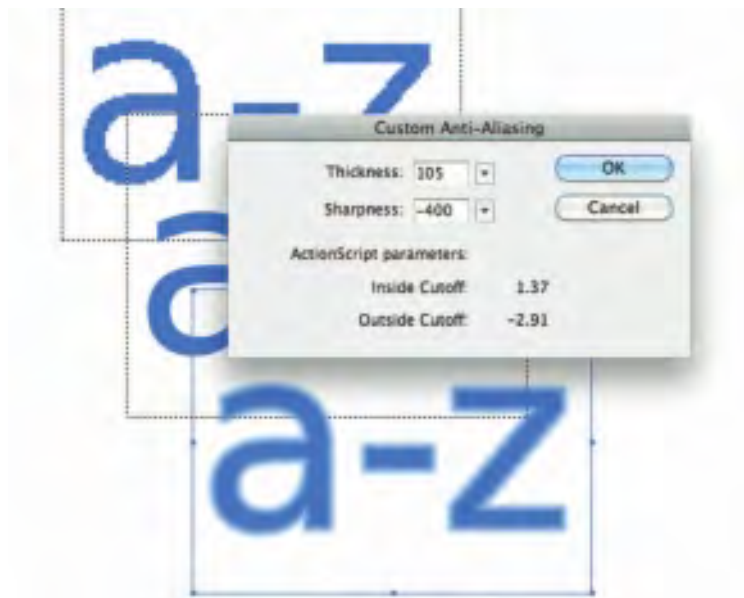 a-z
Custom Anti-Aliasing
Thickness: 105
OK
Sharpness: -400
Cancel
ActionScript parameters:
Inside Cutoff: 1.37
Outside Cutoff: -2.91
a
a-z